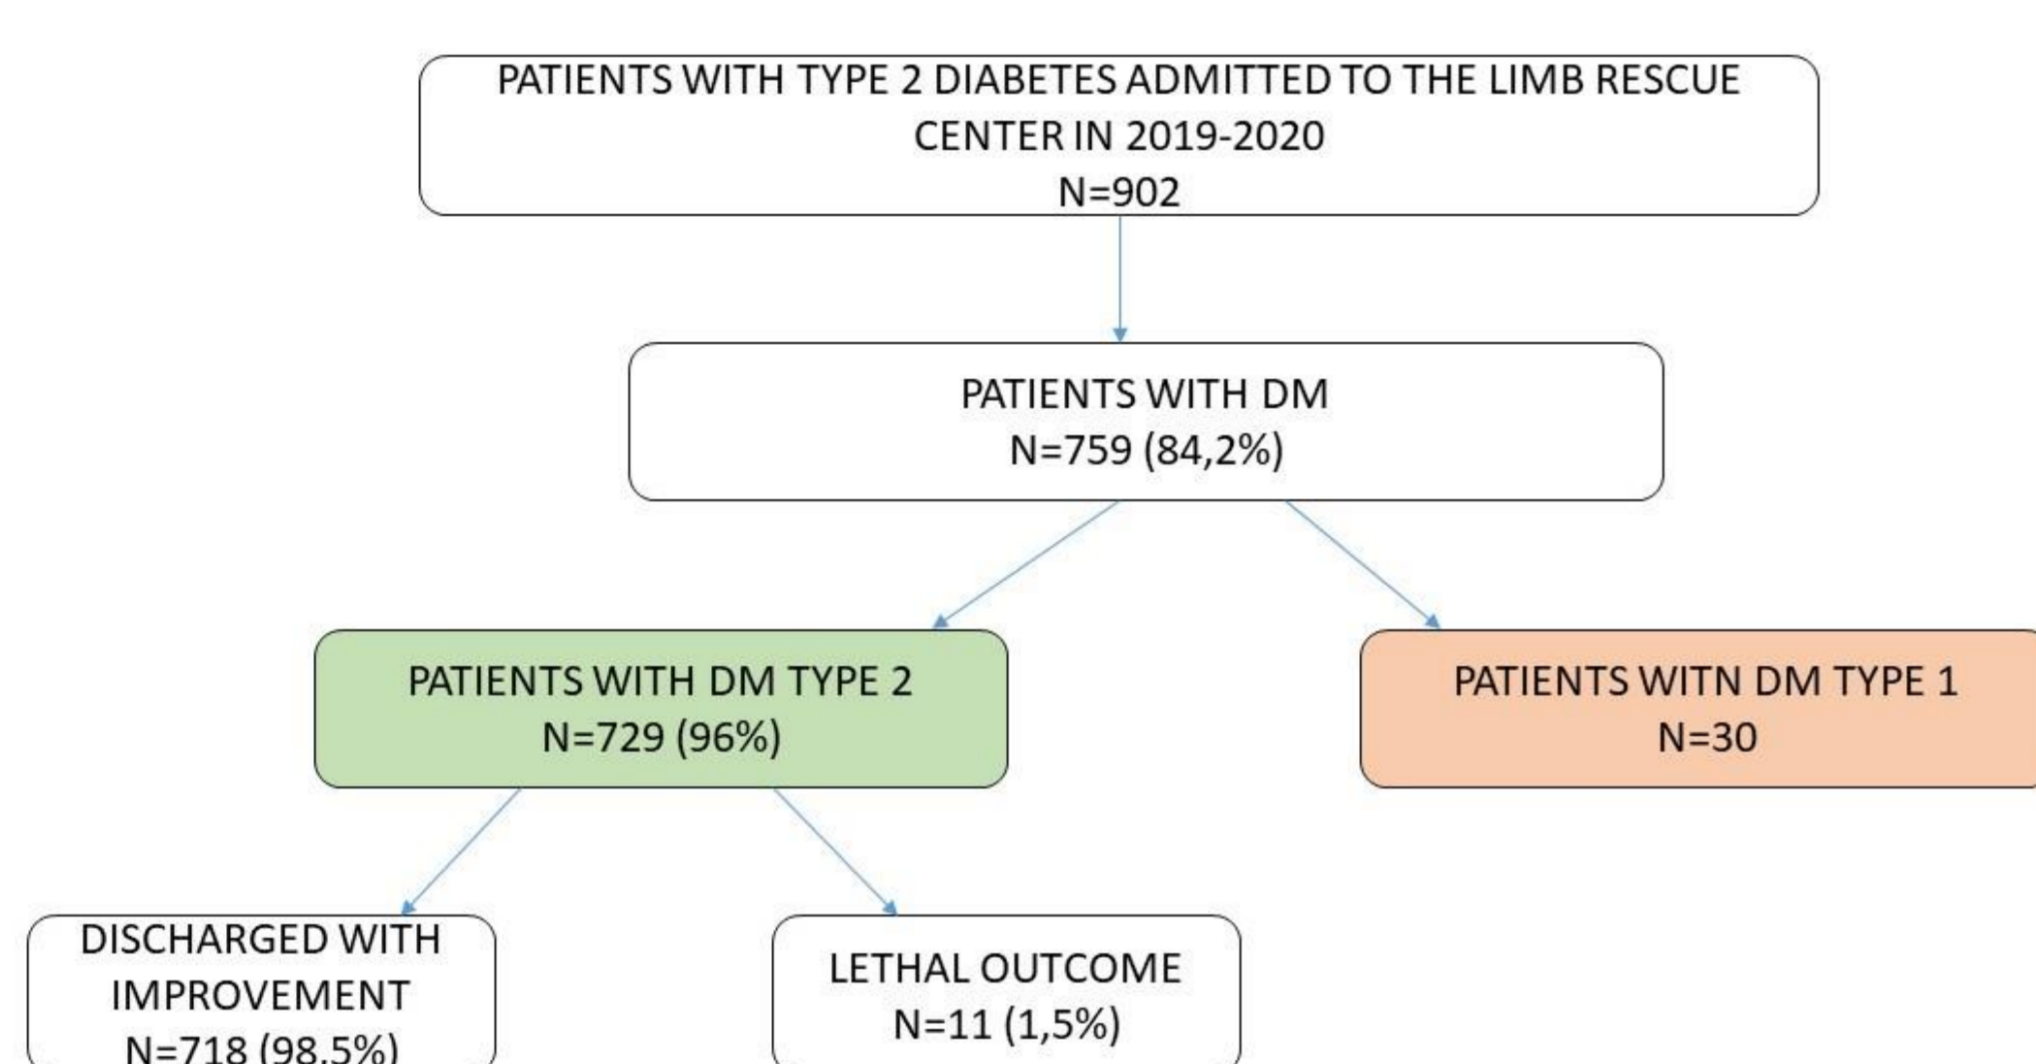 PATIENTS WITH TYPE 2 DIABETES ADMITTED TO THE LIMB RESCUE
CENTER IN 2019-2020
N=902
PATIENTS WITH DM
N=759 (84,2%)
PATIENTS WITH DM TYPE 2
N=729 (96%)
PATIENTS WITN DM TYPE 1
N=30
DISCHARGED WITH
IMPROVEMENT
N=718 (98,5%)
LETHAL OUTCOME
N=11 (1,5%)